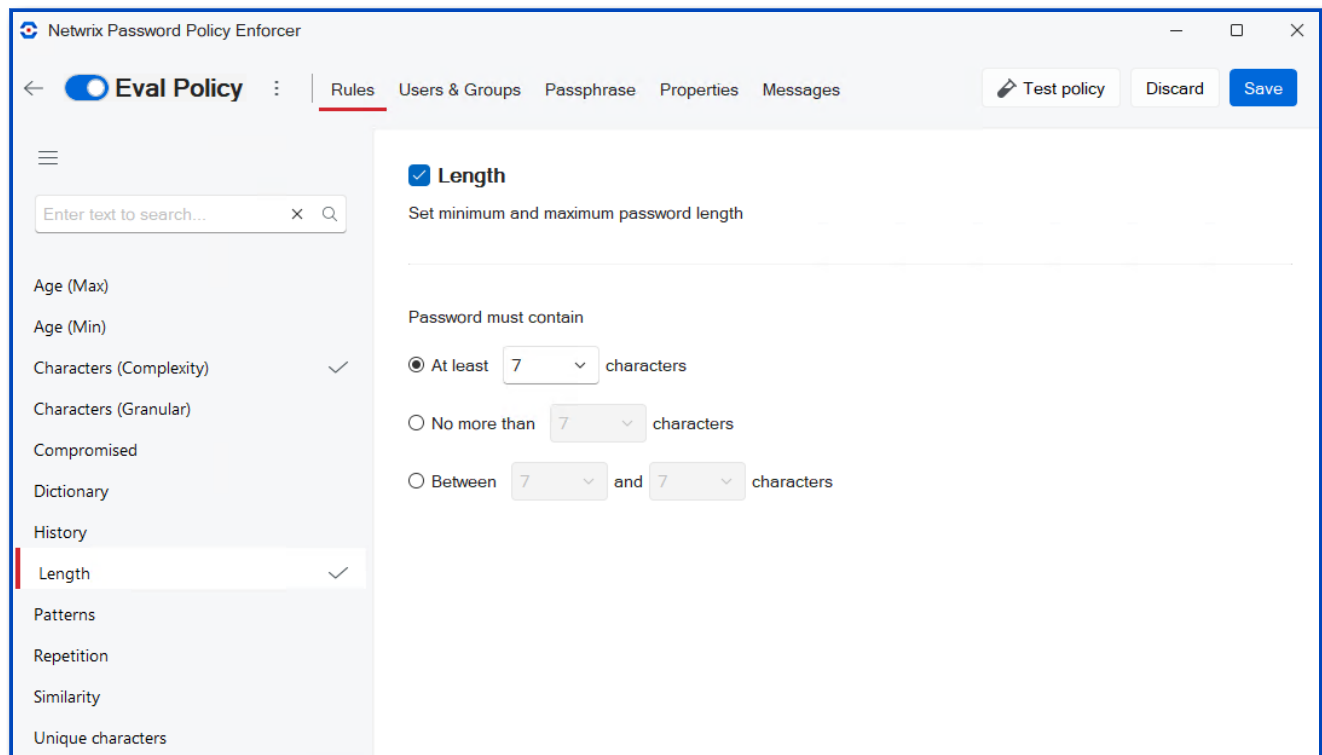 Netwrix Password Policy Enforcer
Eval Policy
Rules Users & Groups Passphrase Properties Messages
Test policy Discard Save
Enter text to search...
Age (Max)
Age (Min)
Characters (Complexity)
Characters (Granular)
Compromised
Dictionary
History
Length
Patterns
Repetition
Similarity
Unique characters
Length
Set minimum and maximum password length
Password must contain
At least 7 characters
No more than 7 characters
Between 7 and 7 characters